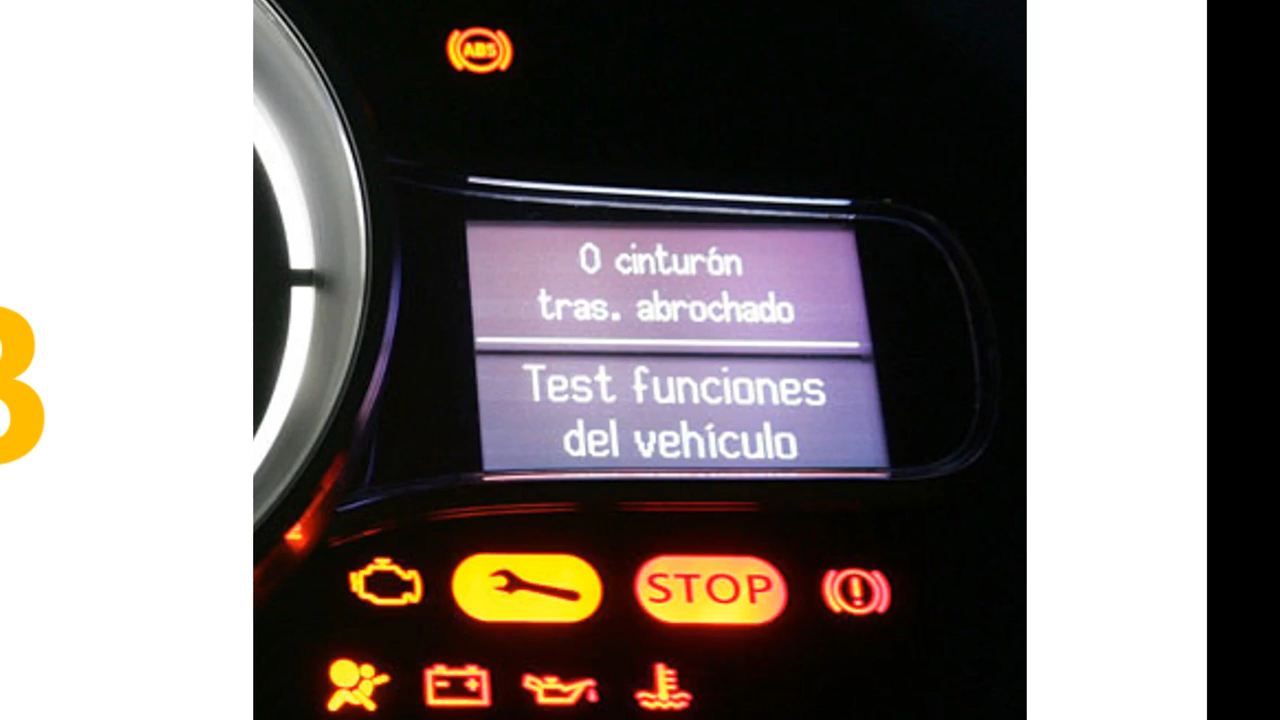 ABS
0 cinturón
tras. abrochado
Test funciones
del vehículo
STOP